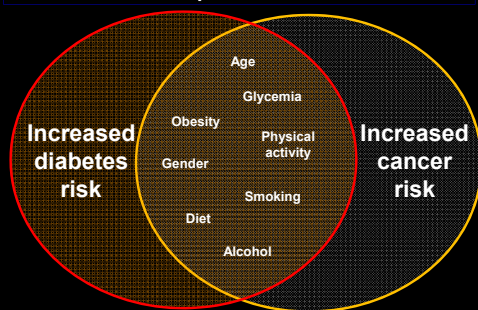 Increased
diabetes
risk
Age
Glycemia
Obesity
Physical
activity
Gender
Smoking
Diet
Alcohol
Increased
cancer
risk